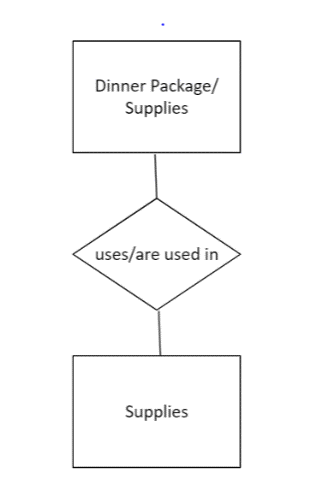 Dinner Package/
Supplies
uses/are used in
Supplies